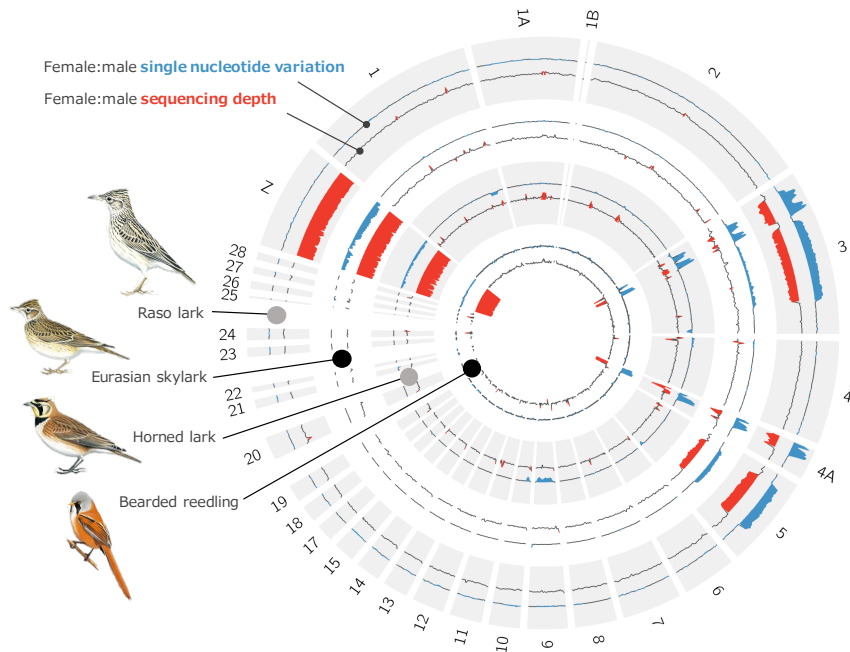 1A
1B
1
2
Female:male single nucleotide variation
Female:male sequencing depth
Z
3
28
27
26
25
Raso lark
24
23
Eurasian skylark
4
22
21
Horned lark
20
4A
Bearded reedling
19
5
18
17
15
14
13
12
11
10
9
8
7
6